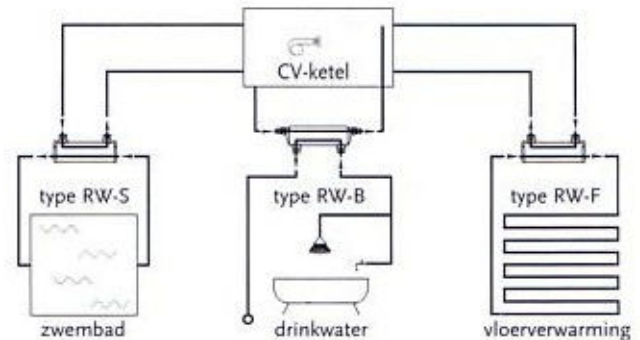 CV-ketel
type RW-S
type RW-B
type RW-F
zwembad
drinkwater
vloerverwarming